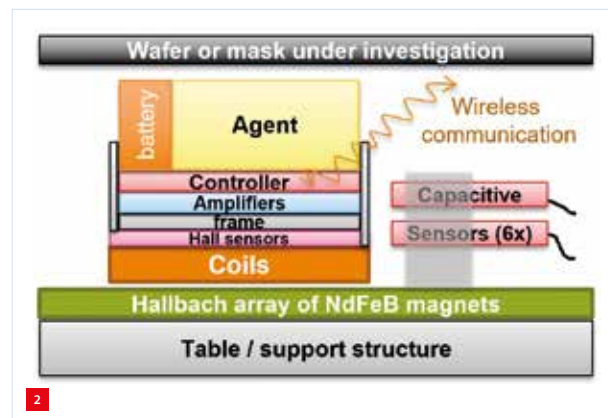 Wafer or mask under investigation
battery
Agent
Wireless
communication
Controller
Amplifiers
frame
Hall sensors
Coils
Capacitive
Sensors (6x)
Hallbach array of NdFeB magnets
Table / support structure
2